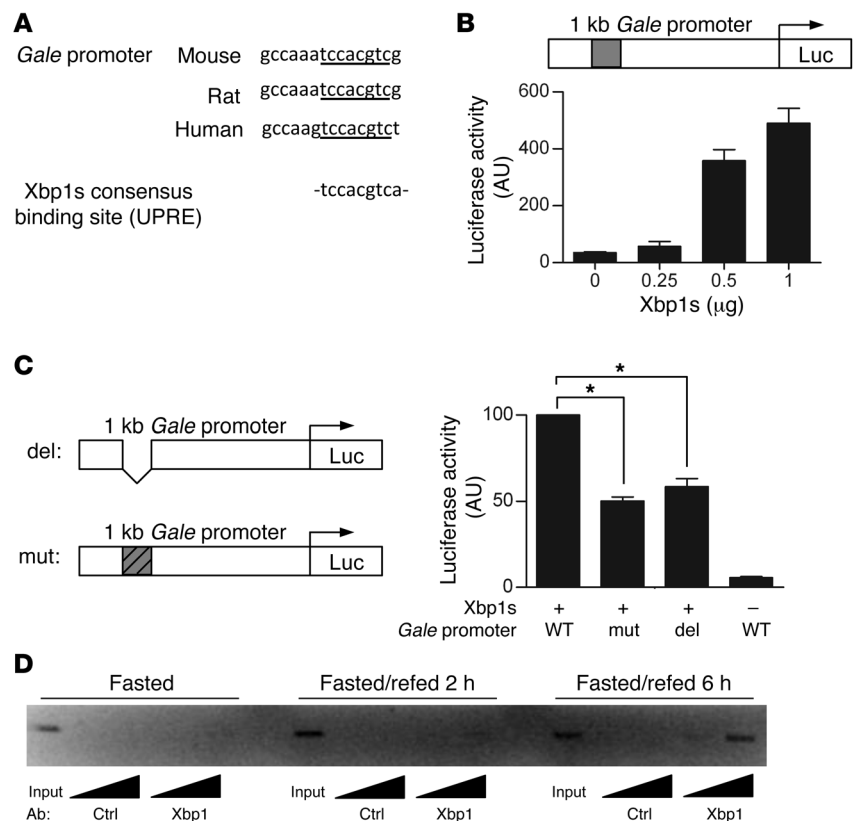 A
Gale promoter Mouse gccaaatccacgtcg
Rat gccaaatccacgtcg
Human gccaagtccacgtct
Xbp1s consensus
binding site (UPRE)
-tccacgtca-
B
1 kb Gale promoter
Luc
Luciferase activity
(AU)
600
400
200
0
0 0.25 0.5 1
Xbp1s (μg)
C
1 kb Gale promoter
del:
Luc
1 kb Gale promoter
mut:
Luc
Luciferase activity
(AU)
100
50
0
*
*
Xbp1s + + + –
Gale promoter WT mut del WT
D
Fasted Fasted/refed 2 h Fasted/refed 6 h
Input Input Input
Ab: Ctrl Xbp1 Ctrl Xbp1 Ctrl Xbp1